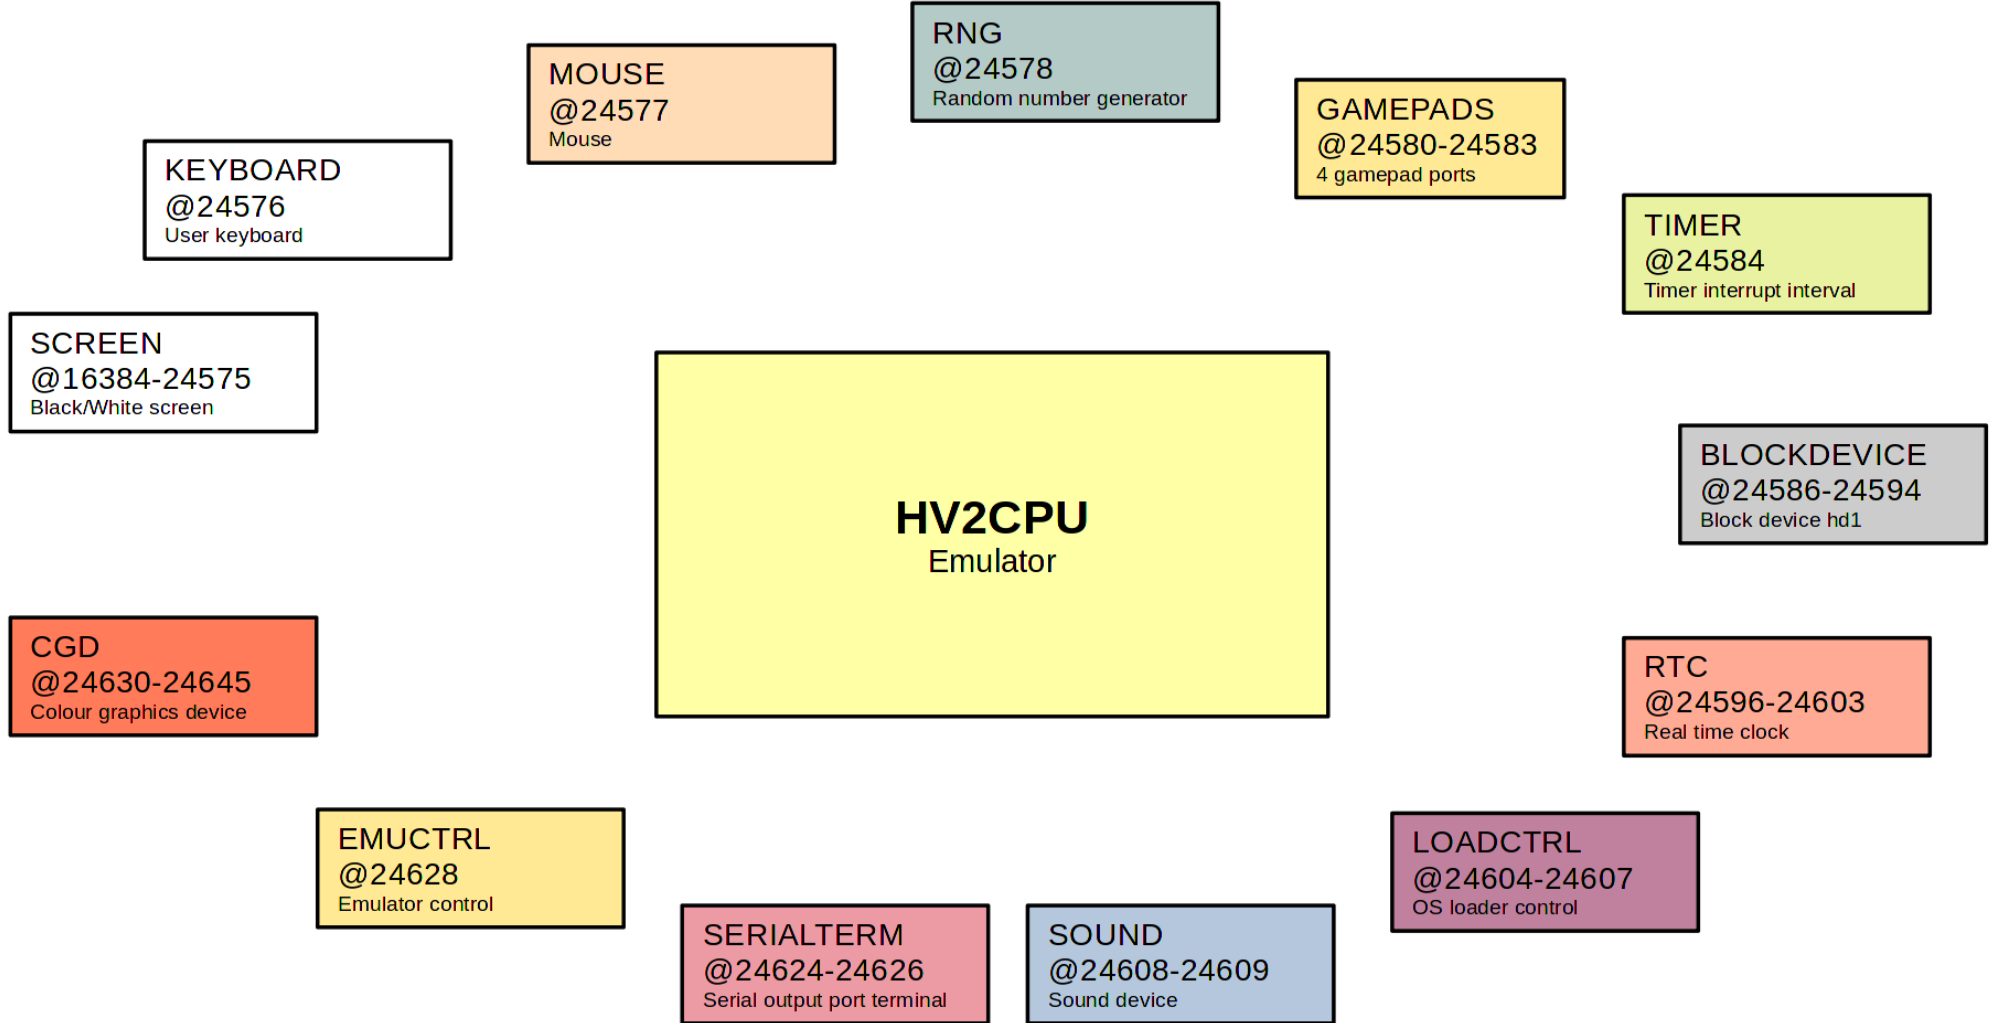 RNG
@24578
Random number generator
MOUSE
@24577
Mouse
GAMEPADS
@24580-24583
4 gamepad ports
KEYBOARD
@24576
User keyboard
TIMER
@24584
Timer interrupt interval
SCREEN
@16384-24575
Black/White screen
BLOCKDEVICE
@24586-24594
Block device hd1
HV2CPU
Emulator
CGD
@24630-24645
Colour graphics device
RTC
@24596-24603
Real time clock
EMUCTRL
@24628
Emulator control
LOADCTRL
@24604-24607
OS loader control
SERIALTERM
@24624-24626
Serial output port terminal
SOUND
@24608-24609
Sound device